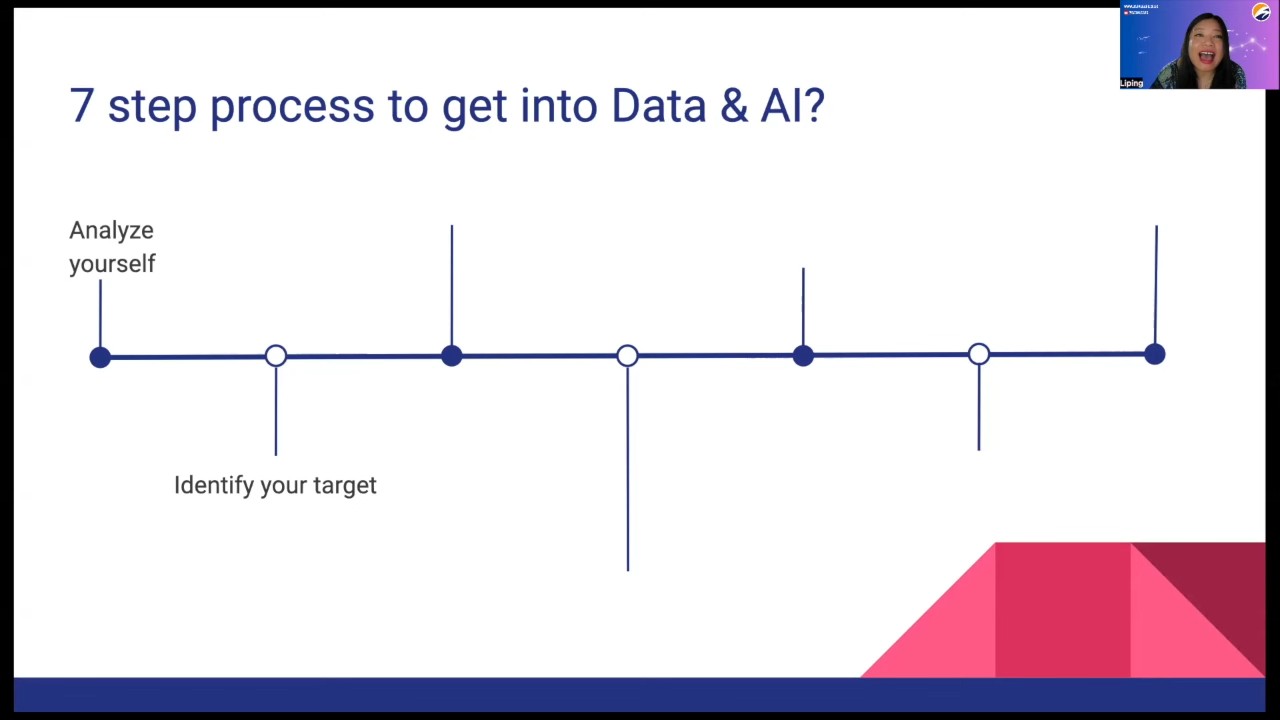 7 step process to get into Data & AI?
Analyze
yourself
Identify your target
Liping